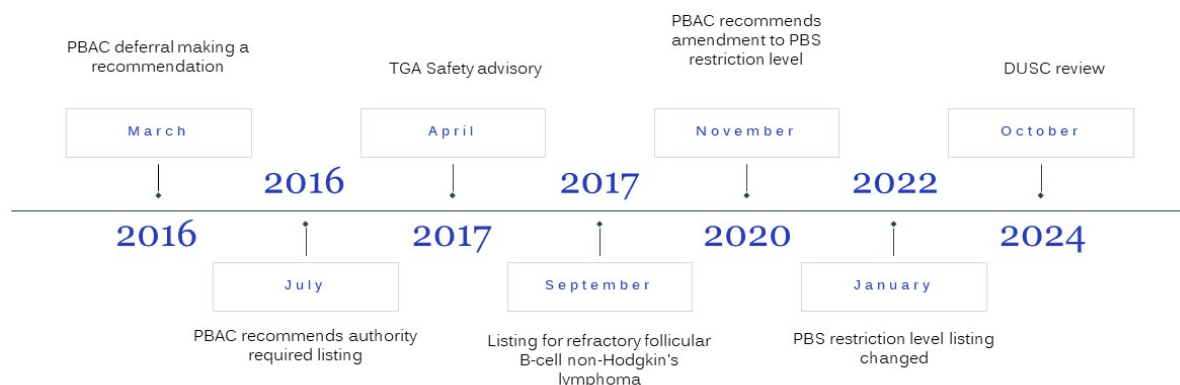 PBAC deferral making a
recommendation
March
2016
July
2016
PBAC recommends authority
required listing
TGA Safety advisory
April
2017
September
2017
Listing for refractory follicular
B-cell non-Hodgkin's
lymphoma
PBAC recommends
amendment to PBS
restriction level
November
2020
January
2022
PBS restriction level listing
changed
DUSC review
October
2024